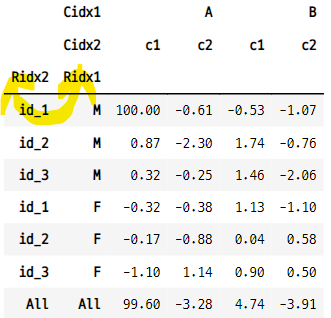 Cidx1 A B
Cidx2 c1 c2 c1 c2
Ridx2 Ridx1
id_1 M 100.00 -0.61 -0.53 -1.07
id_2 M 0.87 -2.30 1.74 -0.76
id_3 M 0.32 -0.25 1.46 -2.06
id_1 F -0.32 -0.38 1.13 -1.10
id_2 F -0.17 -0.88 0.04 0.58
id_3 F -1.10 1.14 0.90 0.50
All All 99.60 -3.28 4.74 -3.91